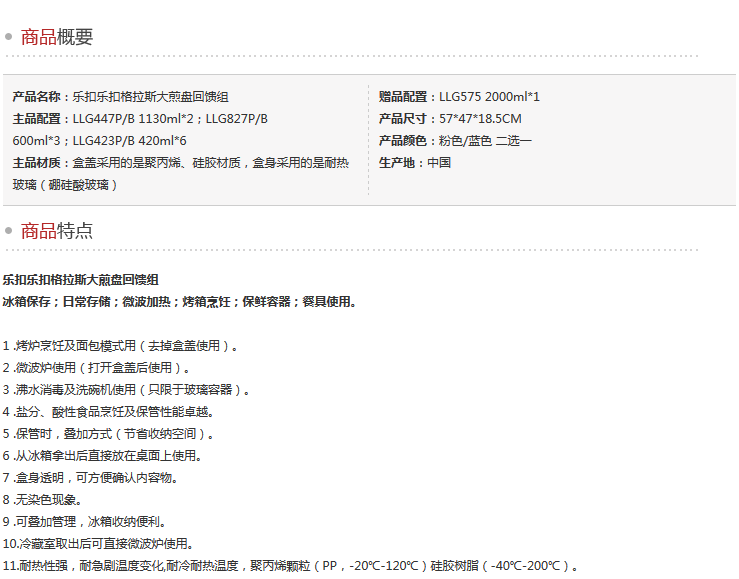 商品概要
产品名称：乐扣乐扣格拉斯大煎盘回馈组
主品配置：LLG447P/B 1130ml*2；LLG827P/B
600ml*3；LLG423P/B 420ml*6
主品材质：盒盖采用的是聚丙烯、硅胶材质，盒身采用的是耐热
玻璃（硼硅酸玻璃）
赠品配置：LLG575 2000ml*1
产品尺寸：57*47*18.5CM
产品颜色：粉色/蓝色 二选一
生产地：中国
商品特点
乐扣乐扣格拉斯大煎盘回馈组
冰箱保存；日常存储；微波加热；烤箱烹饪；保鲜容器；餐具使用。
1 .烤炉烹饪及面包模式用（去掉盒盖使用）。
2 .微波炉使用（打开盒盖后使用）。
3 .沸水消毒及洗碗机使用（只限于玻璃容器）。
4 .盐分、酸性食品烹饪及保管性能卓越。
5 .保管时，叠加方式（节省收纳空间）。
6 .从冰箱拿出后直接放在桌面上使用。
7 .盒身透明，可方便确认内容物。
8 .无染色现象。
9 .可叠加管理，冰箱收纳便利。
10.冷藏室取出后可直接微波炉使用。
11.耐热性强，耐急剧温度变化,耐冷耐热温度，聚丙烯颗粒（PP，-20℃-120℃）硅胶树脂（-40℃-200℃）。